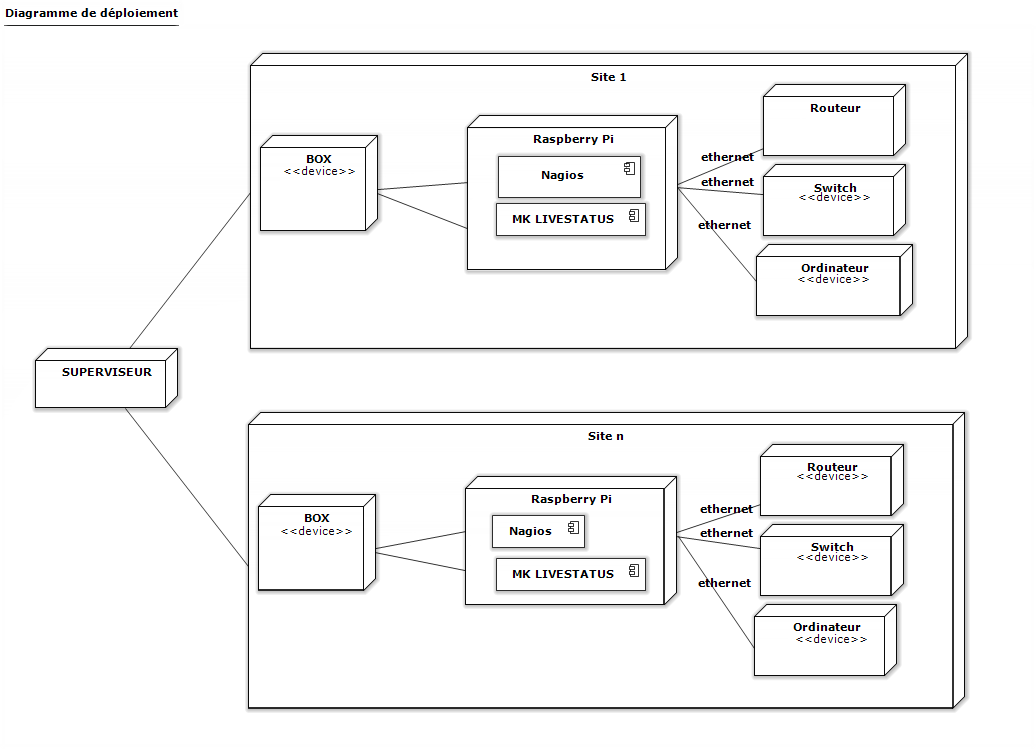 Diagramme de déploiement
Site 1
BOX
<<device>>
Raspberry Pi
Nagios
MK LIVESTATUS
ethernet
ethernet
ethernet
Routeur
Switch
<<device>>
Ordinateur
<<device>>
SUPERVISEUR
Site n
BOX
<<device>>
Raspberry Pi
Nagios
MK LIVESTATUS
ethernet
ethernet
ethernet
Routeur
<<device>>
Switch
<<device>>
Ordinateur
<<device>>